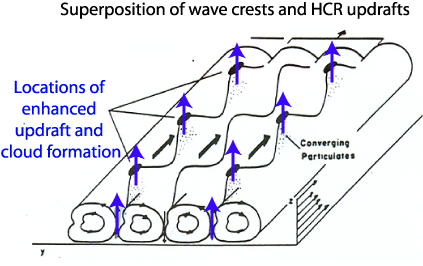 Superposition of wave crests and HCR updrafts
Locations of
enhanced
updraft and
cloud formation
Converging
Particulates
z
y